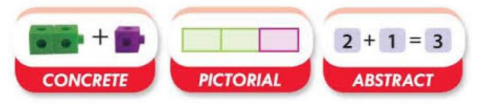 +
2 + 1 = 3
CONCRETE
PICTORIAL
ABSTRACT